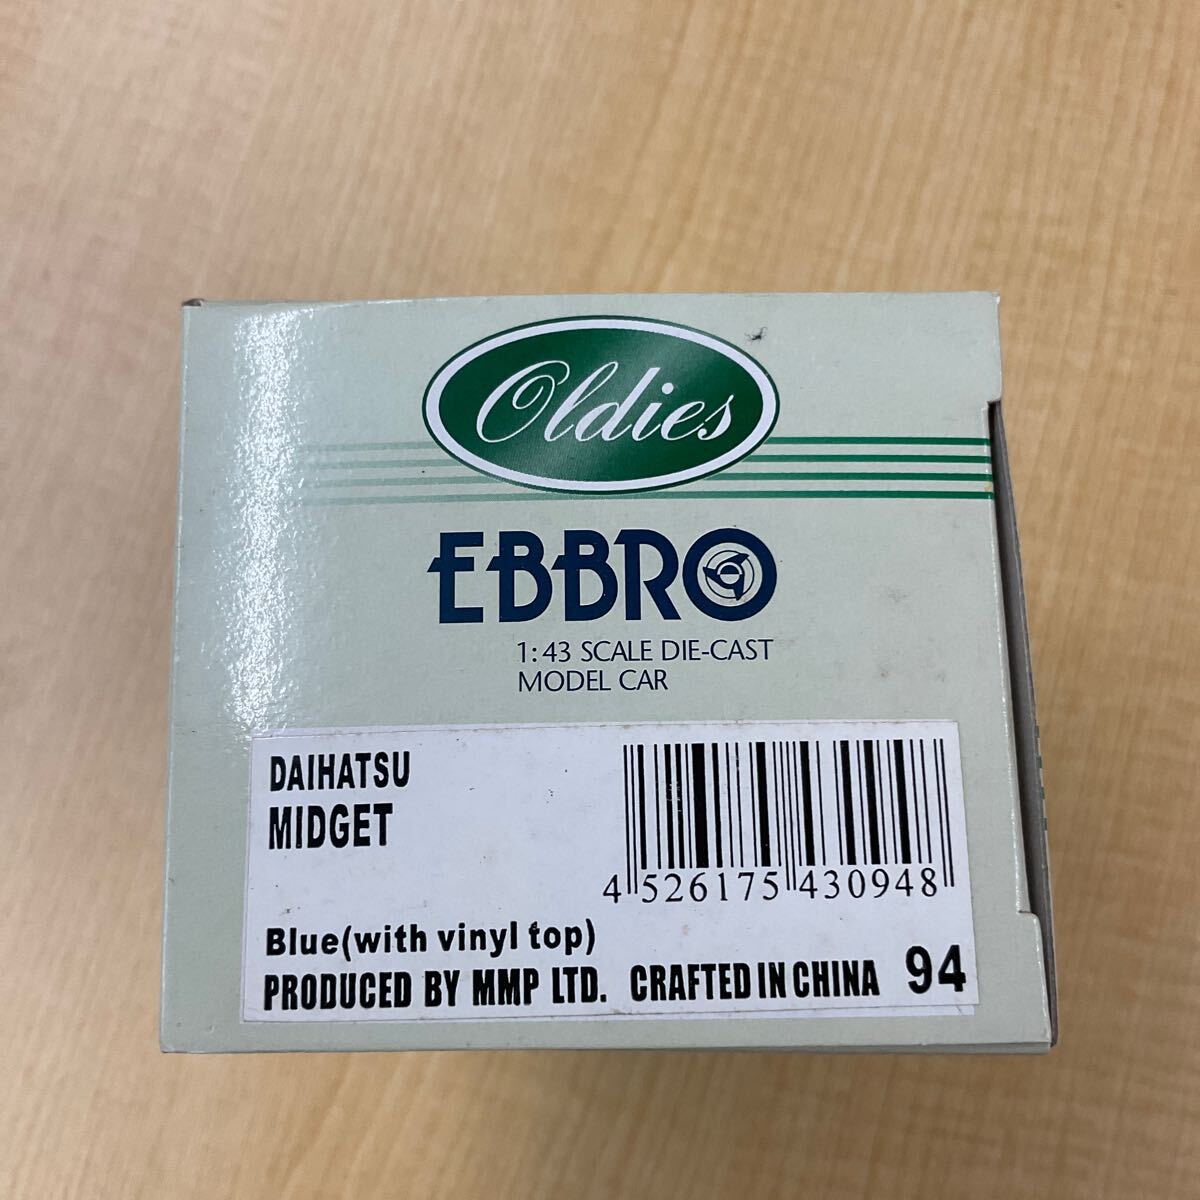 Oldies
EBBRO
1:43 SCALE DIE-CAST
MODEL CAR
DAIHATSU
MIDGET
4 526175 430948
Blue(with vinyl top)
PRODUCED BY MMP LTD. CRAFTED IN CHINA 94